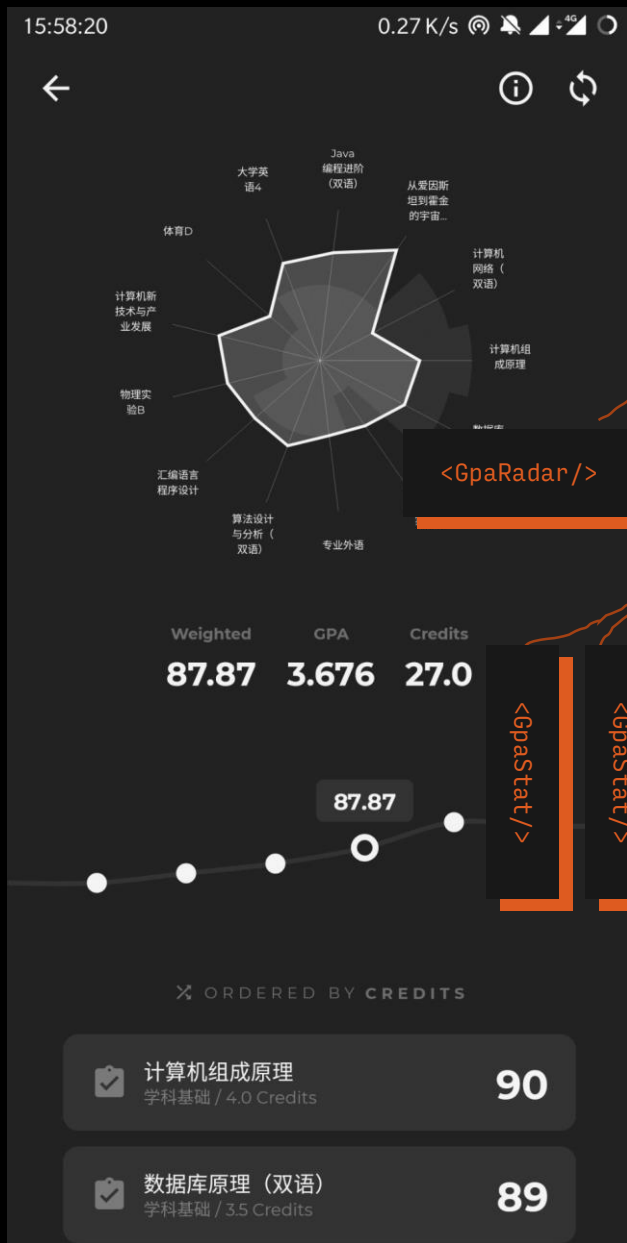 15:58:20
0.27 K/s
4G
Java
编程进阶
（双语）
大学英
语4
从爱因斯
坦到霍金
的宇宙...
体育D
计算机
网络（
双语）
计算机新
技术与产
业发展
计算机组
成原理
物理实
验B
数据库
<GpaRadar/>
汇编语言
程序设计
算法设计
与分析（
双语）
专业外语
Weighted
GPA
Credits
87.87
3.676
27.0
<GpaStat/>
<GpaStat/>
87.87
ORDERED BY CREDITS
计算机组成原理
学科基础 / 4.0 Credits
90
数据库原理（双语）
学科基础 / 3.5 Credits
89